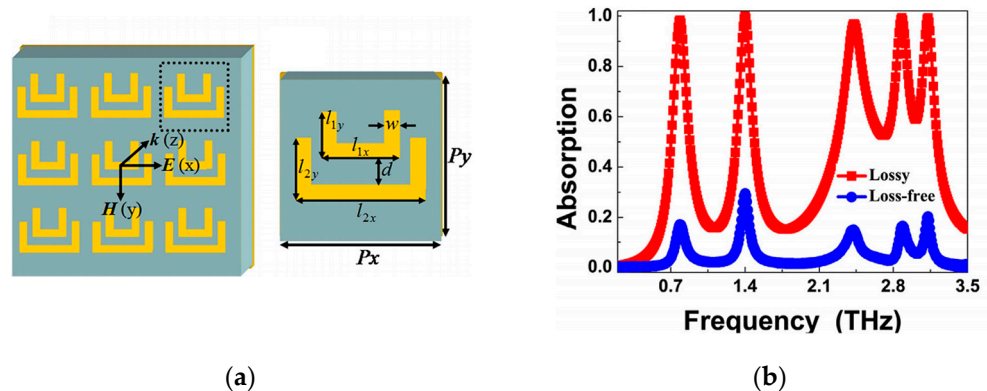 k (z)
E (x)
H (y)
l1y
w
l1x
d
l2y
l2x
Py
Px
(a)
Absorption
1.0
0.8
0.6
0.4
0.2
0.0
Lossy
Loss-free
0.7 1.4 2.1 2.8 3.5
Frequency (THz)
(b)